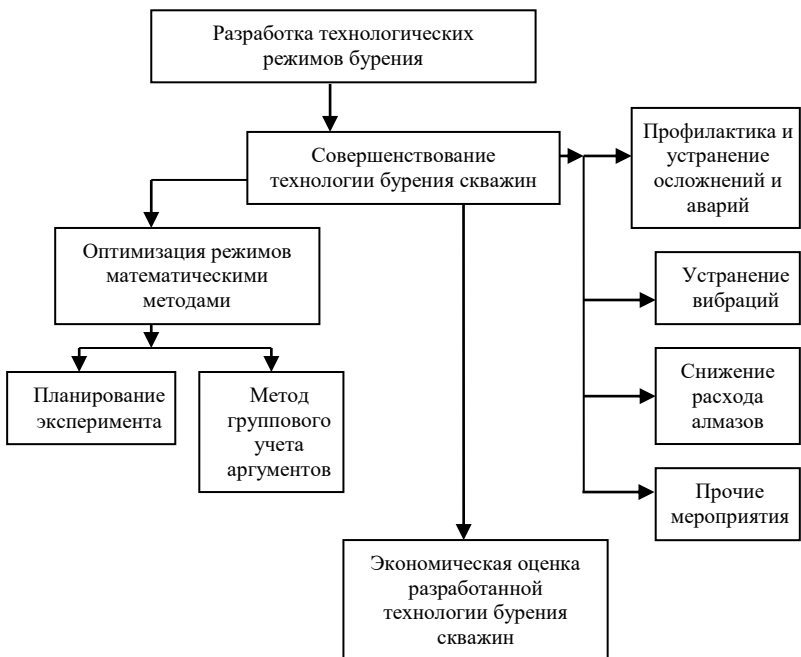 Разработка технологических
режимов бурения
Совершенствование
технологии бурения скважин
Профилактика и
устранение
осложнений и
аварий
Оптимизация режимов
математическими
методами
Устранение
вибраций
Планирование
эксперимента
Метод
группового
учета
аргументов
Снижение
расхода
алмазов
Прочие
мероприятия
Экономическая оценка
разработанной
технологии бурения
скважин